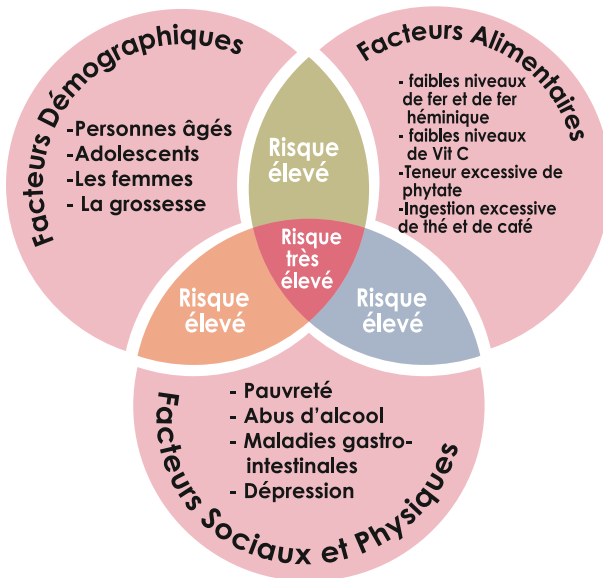 Facteurs Démographiques
-Personnes âgés
-Adolescents
-Les femmes
- La grossesse
Facteurs Alimentaires
- faibles niveaux
de fer et de fer
héminique
- faibles niveaux
de Vit C
-Teneur excessive de
phytate
-Ingestion excessive
de thé et de café
Risque
élevé
Risque
très
élevé
Risque
élevé
Risque
élevé
- Pauvreté
- Abus d’alcool
- Maladies gastro-
intestinales
- Dépression
Facteurs Sociaux et Physiques